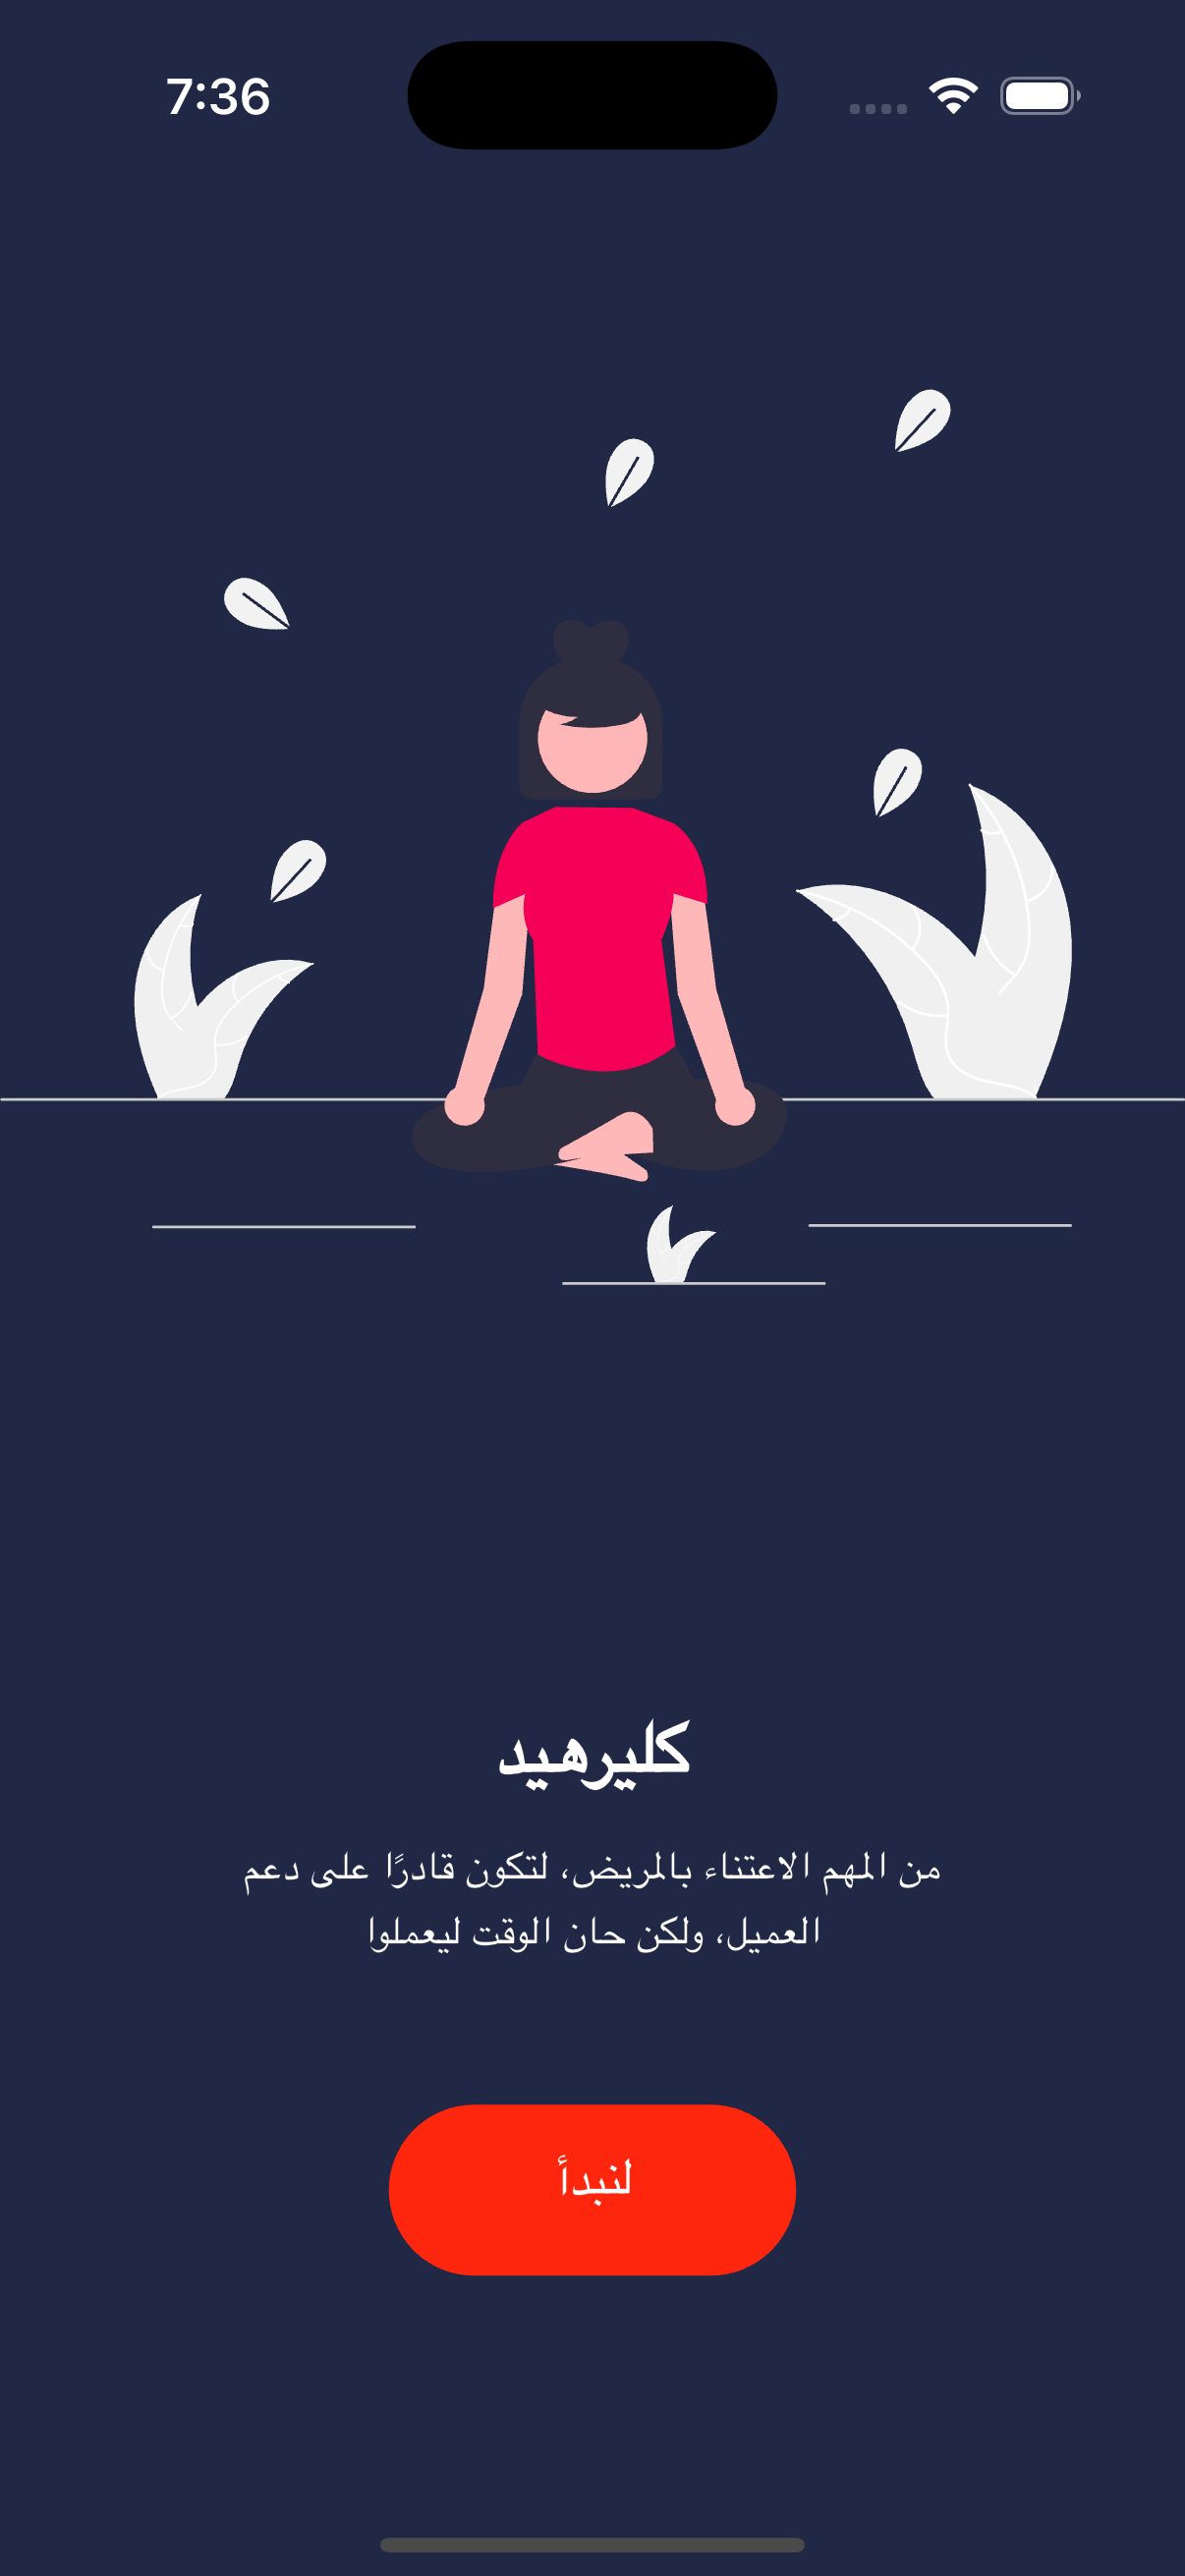 7:36
كليرهيد
من المهم الاعتناء بالمريض، لتكون قادرًا على دعم
العميل، ولكن حان الوقت ليعملوا
لنبدأ